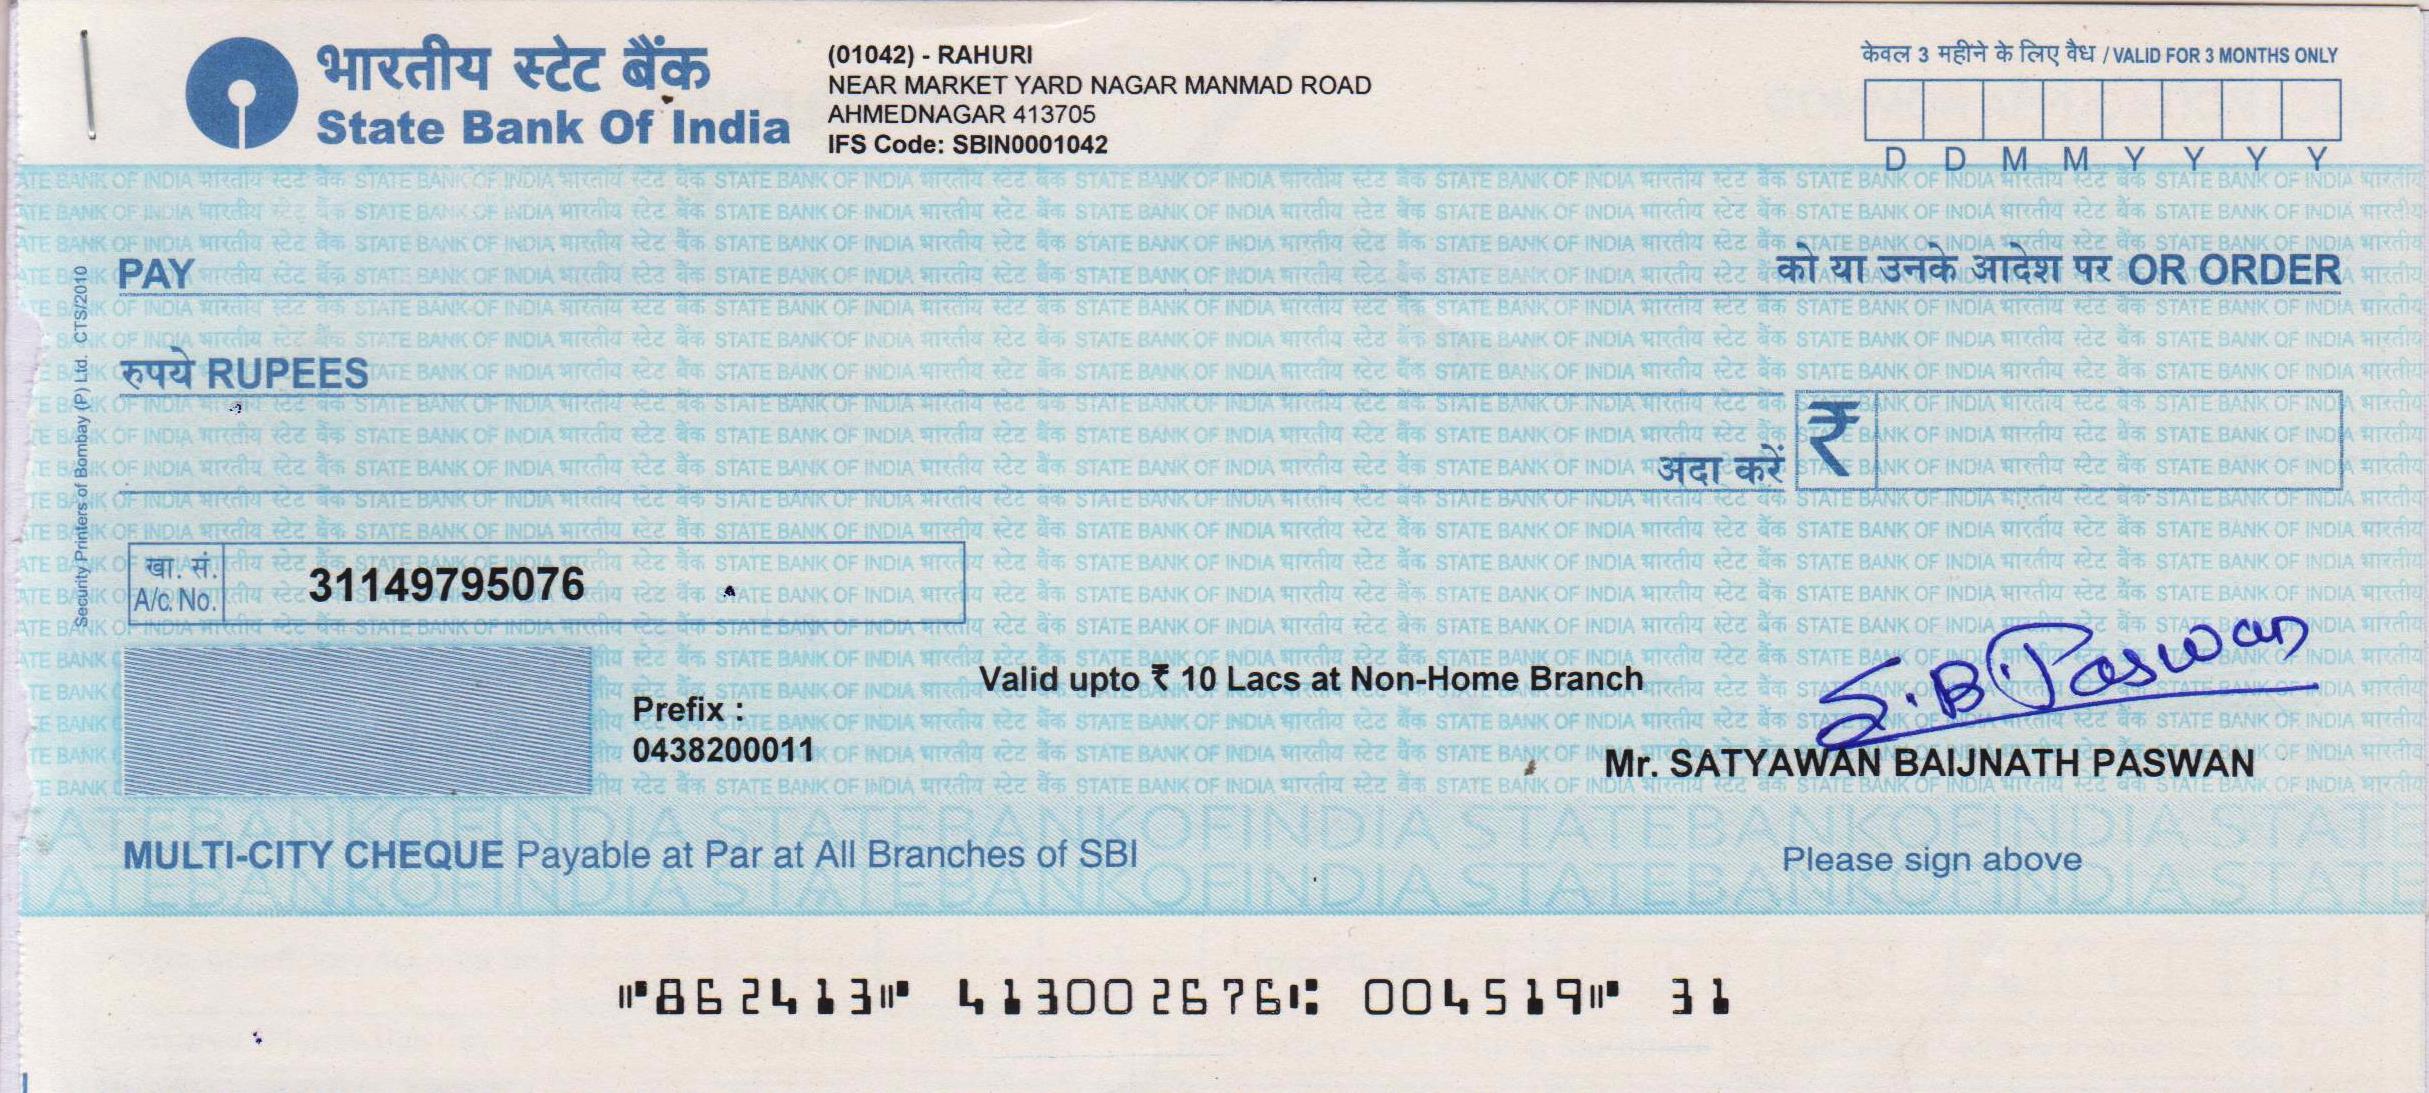 भारतीय स्टेट बैंक
State Bank Of India
(01042) - RAHURI
NEAR MARKET YARD NAGAR MANMAD ROAD
AHMEDNAGAR 413705
IFS Code: SBIN0001042
केवल 3 महीने के लिए वैध / VALID FOR 3 MONTHS ONLY
D D M M Y Y Y Y
PAY
को या उनके आदेश पर OR ORDER
रुपये RUPEES
अदा करें ₹
खा. सं.
A/c. No.
31149795076
Security Printers of Bombay (P) Ltd. CTS/2010
Valid upto ₹ 10 Lacs at Non-Home Branch
Prefix :
0438200011
S.B. Paswan
Mr. SATYAWAN BAIJNATH PASWAN
MULTI-CITY CHEQUE Payable at Par at All Branches of SBI
Please sign above
⑈862413⑈ 413002676⑆ 004519⑈ 31